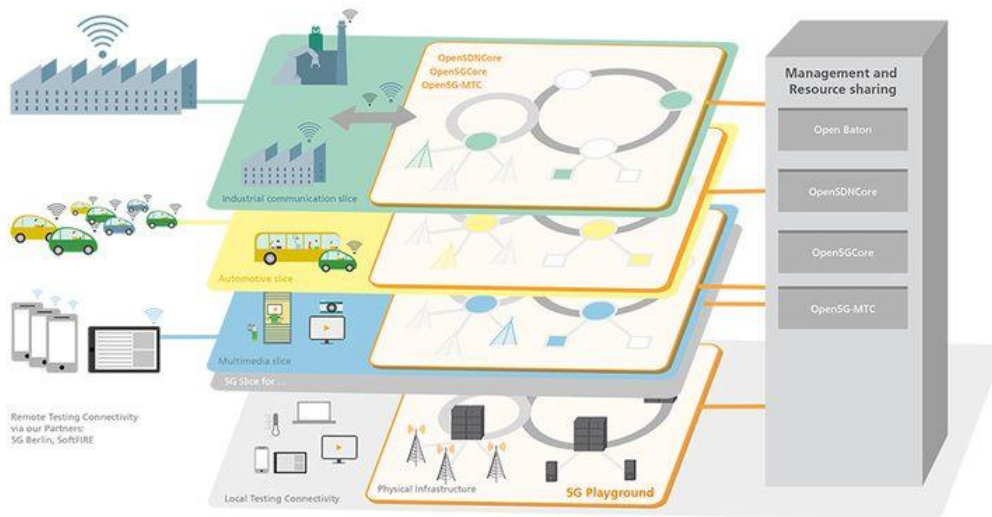 OpenSDNCore
Open5GCore
Open5G-MTC
Industrial communication slice
Automotive slice
Multimedia slice
5G Slice for ...
Remote Testing Connectivity
via our Partners:
5G Berlin, SoftFIRE
Local Testing Connectivity
Physical Infrastructure
5G Playground
Management and
Resource sharing
Open Baton
OpenSDNCore
Open5GCore
Open5G-MTC